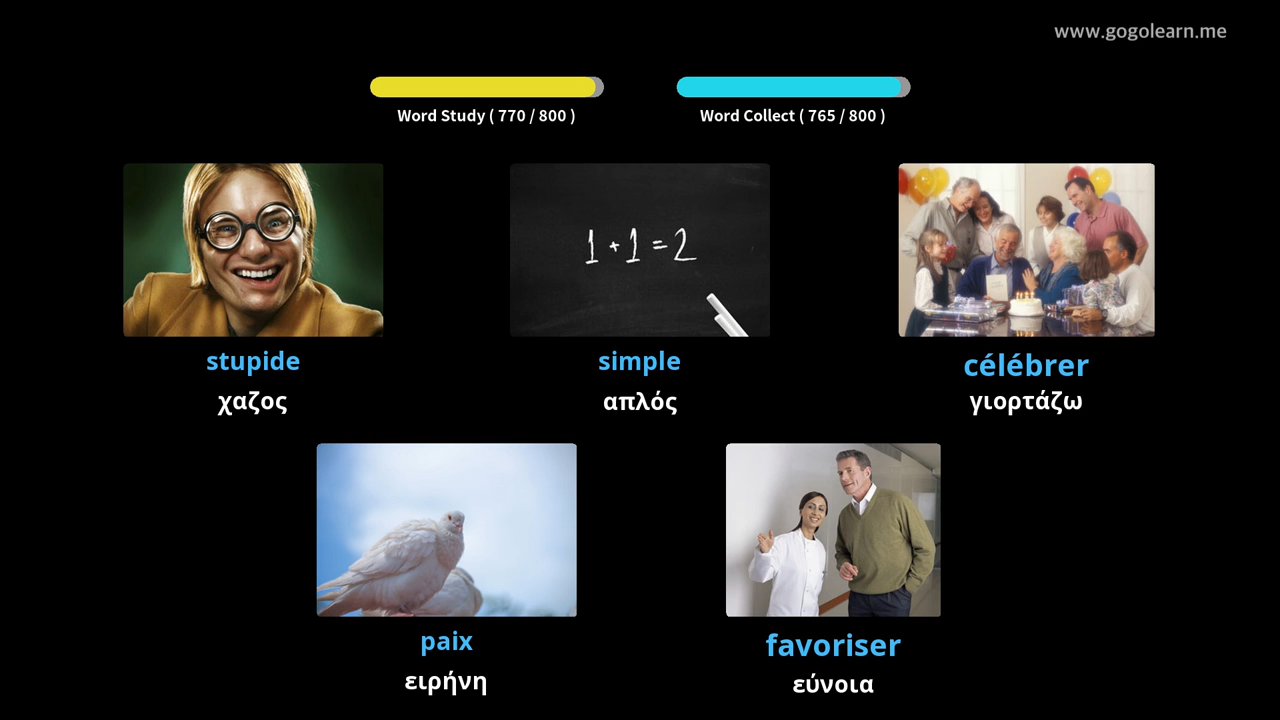 www.gogolearn.me
Word Study ( 770 / 800 )
Word Collect ( 765 / 800 )
1 + 1 = 2
stupide
simple
célébrer
χαζος
απλός
γιορτάζω
paix
favoriser
ειρήνη
εύνοια